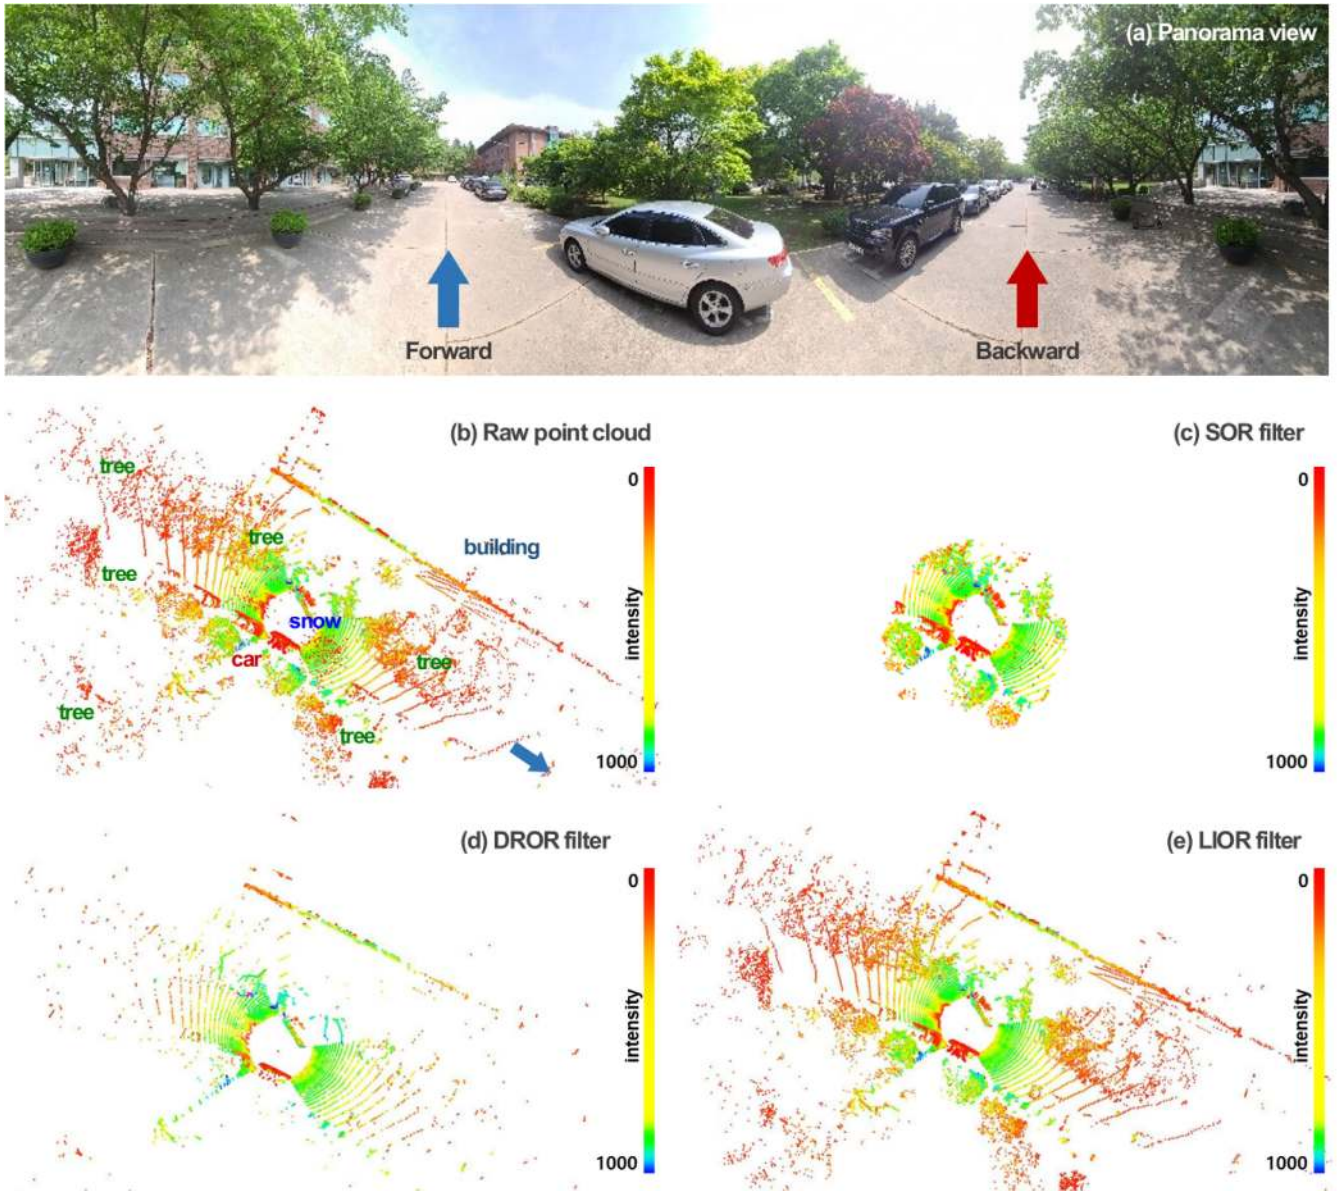 (a) Panorama view
Forward
Backward
(b) Raw point cloud
tree
tree
tree
building
snow
car
tree
tree
tree
0
intensity
1000
(c) SOR filter
0
intensity
1000
(d) DROR filter
0
intensity
1000
(e) LIOR filter
0
intensity
1000